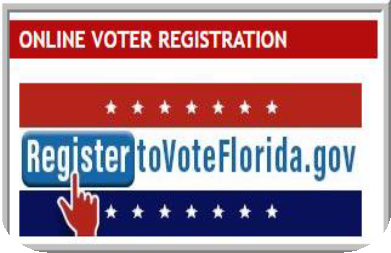 ONLINE VOTER REGISTRATION
RegistertoVoteFlorida.gov